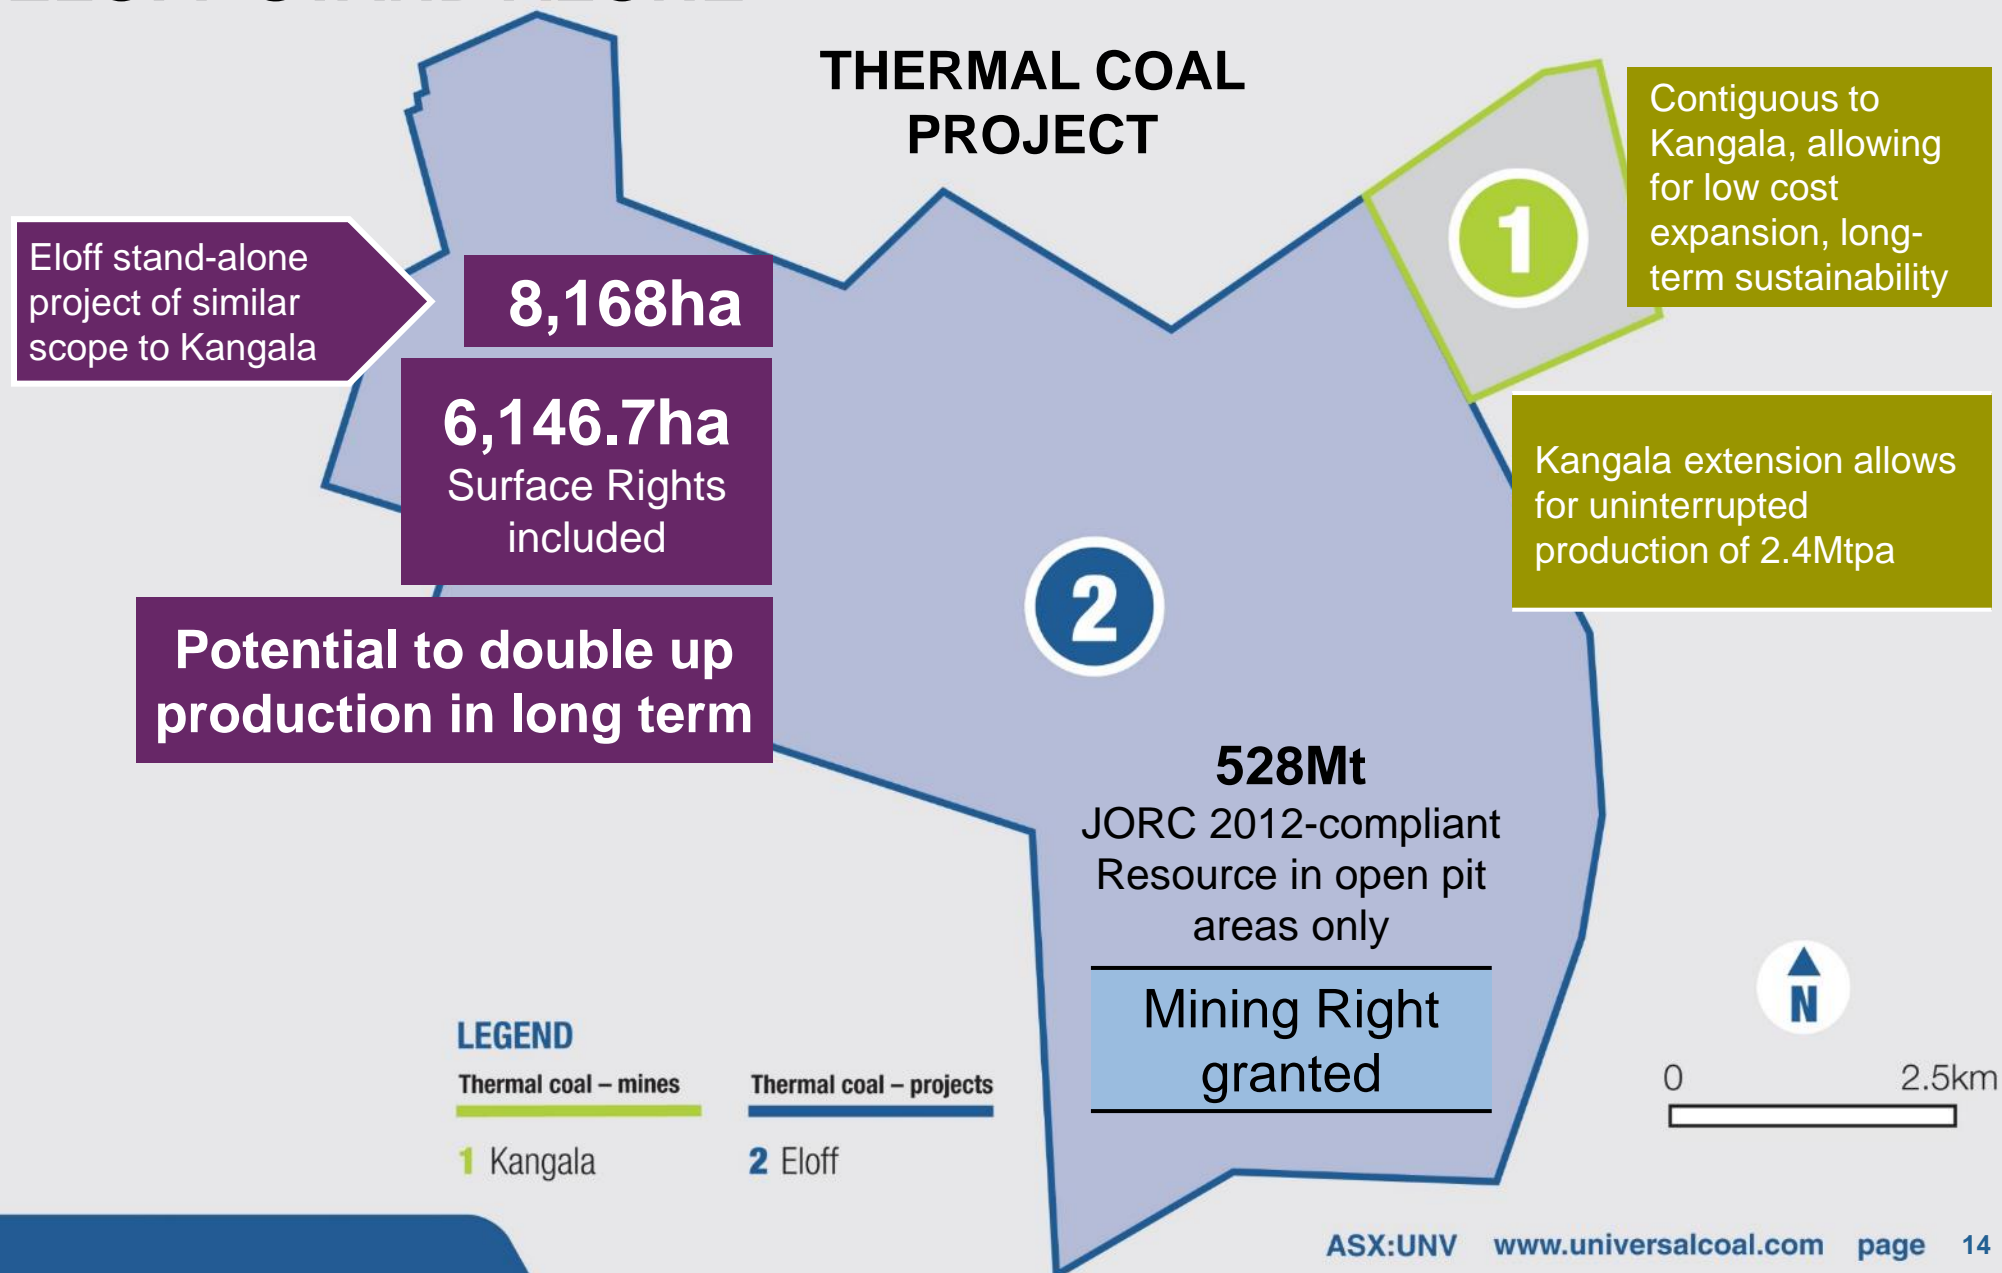 THERMAL COAL
PROJECT
Eloff stand-alone
project of similar
scope to Kangala
8,168ha
6,146.7ha
Surface Rights
included
Potential to double up
production in long term
1
Contiguous to
Kangala, allowing
for low cost
expansion, long-
term sustainability
Kangala extension allows
for uninterrupted
production of 2.4Mtpa
2
528Mt
JORC 2012-compliant
Resource in open pit
areas only
Mining Right
granted
LEGEND
Thermal coal – mines
1 Kangala
Thermal coal – projects
2 Eloff
N
0 2.5km
ASX:UNV www.universalcoal.com page 14